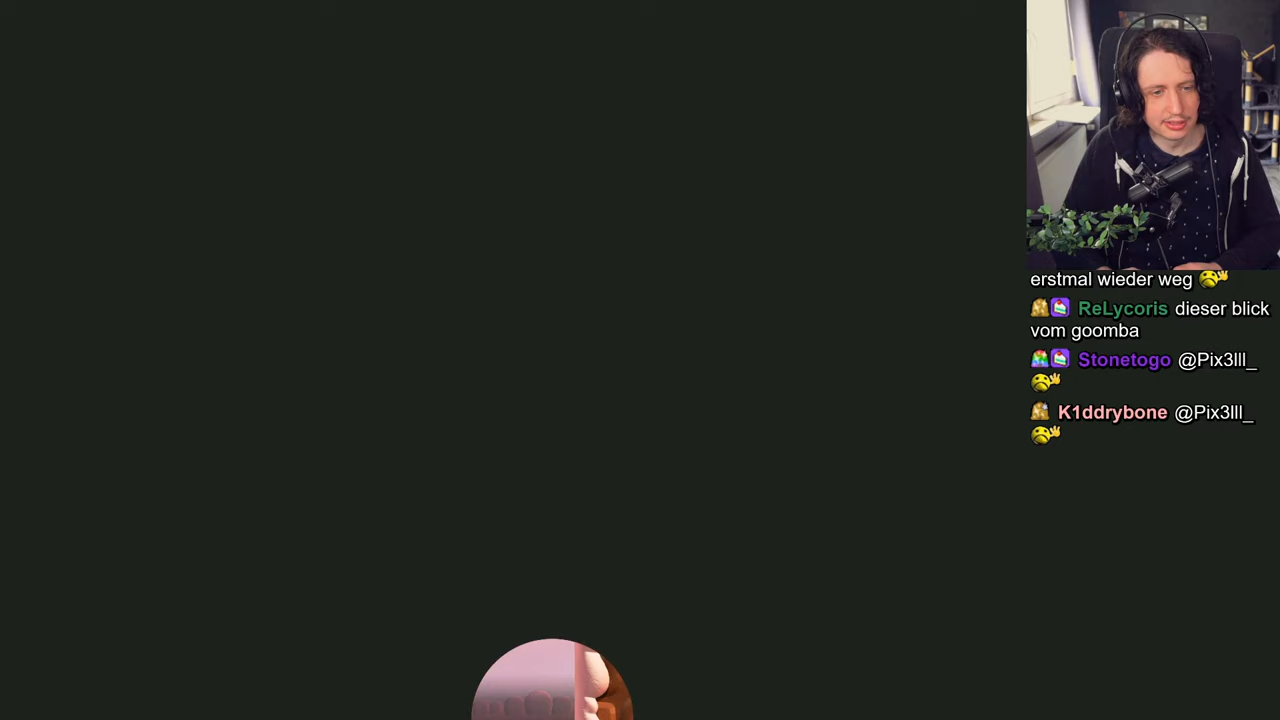 erstmal wieder weg
ReLycoris dieser blick
vom goomba
Stonetogo @Pix3lll_
K1ddrybone @Pix3lll_